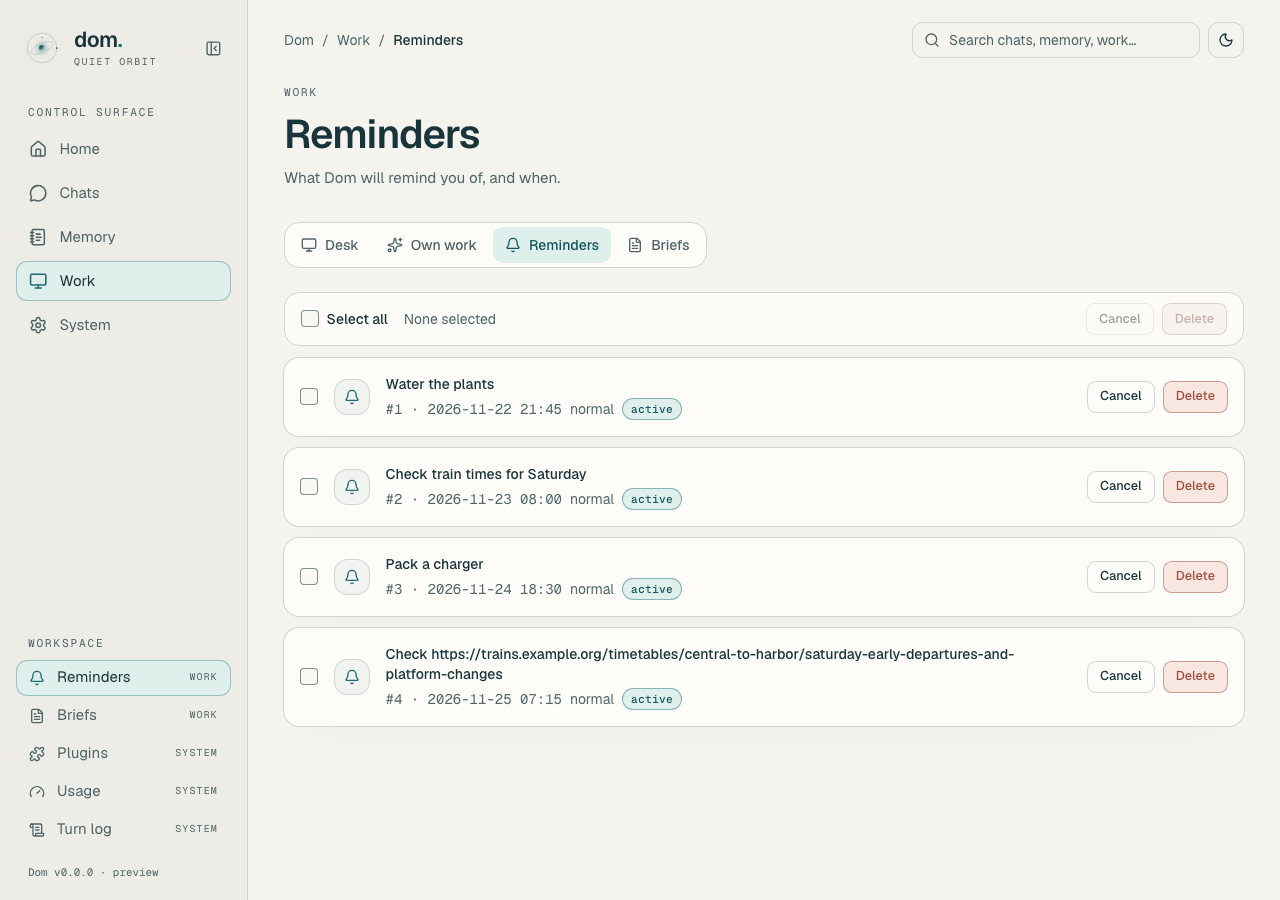 dom.
QUIET ORBIT
CONTROL SURFACE
Home
Chats
Memory
Work
System
WORKSPACE
Reminders WORK
Briefs WORK
Plugins SYSTEM
Usage SYSTEM
Turn log SYSTEM
Dom v0.0.0 · preview
Dom / Work / Reminders
Search chats, memory, work…
WORK
Reminders
What Dom will remind you of, and when.
Desk Own work Reminders Briefs
Select all None selected Cancel Delete
Water the plants
#1 · 2026-11-22 21:45 normal active
Cancel Delete
Check train times for Saturday
#2 · 2026-11-23 08:00 normal active
Cancel Delete
Pack a charger
#3 · 2026-11-24 18:30 normal active
Cancel Delete
Check https://trains.example.org/timetables/central-to-harbor/saturday-early-departures-and-
platform-changes
#4 · 2026-11-25 07:15 normal active
Cancel Delete